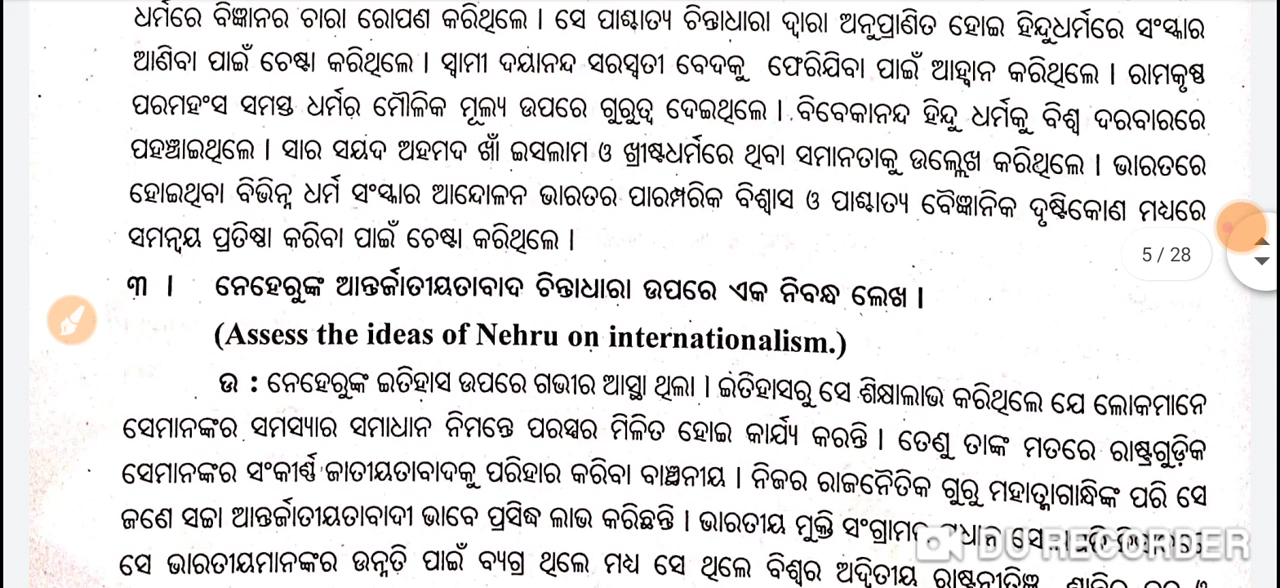 ଧର୍ମରେ ବିଜ୍ଞାନର ଚାରା ରୋପଣ କରିଥିଲେ । ସେ ପାଶ୍ଚାତ୍ୟ ଚିନ୍ତାଧାରା ଦ୍ୱାରା ଅନୁପ୍ରାଣିତ ହୋଇ ହିନ୍ଦୁଧର୍ମରେ ସଂସ୍କାର
ଆଣିବା ପାଇଁ ଚେଷ୍ଟା କରିଥିଲେ । ସ୍ୱାମୀ ଦୟାନନ୍ଦ ସରସ୍ୱତୀ ବେଦକୁ ଫେରିଯିବା ପାଇଁ ଆହ୍ୱାନ କରିଥିଲେ । ରାମକୃଷ୍ଣ
ପରମହଂସ ସମସ୍ତ ଧର୍ମର ମୌଳିକ ମୂଲ୍ୟ ଉପରେ ଗୁରୁତ୍ୱ ଦେଇଥିଲେ । ବିବେକାନନ୍ଦ ହିନ୍ଦୁ ଧର୍ମକୁ ବିଶ୍ୱ ଦରବାରରେ
ପହଞ୍ଚାଇଥିଲେ । ସାର ସୟଦ ଅହମଦ ଖାଁ ଇସଲାମ ଓ ଖ୍ରୀଷ୍ଟଧର୍ମରେ ଥିବା ସମାନତାକୁ ଉଲ୍ଲେଖ କରିଥିଲେ । ଭାରତରେ
ହୋଇଥିବା ବିଭିନ୍ନ ଧର୍ମ ସଂସ୍କାର ଆନ୍ଦୋଳନ ଭାରତର ପାରମ୍ପରିକ ବିଶ୍ୱାସ ଓ ପାଶ୍ଚାତ୍ୟ ବୈଜ୍ଞାନିକ ଦୃଷ୍ଟିକୋଣ ମଧ୍ୟରେ
ସମନ୍ୱୟ ପ୍ରତିଷ୍ଠା କରିବା ପାଇଁ ଚେଷ୍ଟା କରିଥିଲେ ।
5 / 28
୩ । ନେହେରୁଙ୍କ ଆନ୍ତର୍ଜାତୀୟତାବାଦ ଚିନ୍ତାଧାରା ଉପରେ ଏକ ନିବନ୍ଧ ଲେଖ ।
(Assess the ideas of Nehru on internationalism.)
ଉ : ନେହେରୁଙ୍କ ଇତିହାସ ଉପରେ ଗଭୀର ଆସ୍ଥା ଥିଲା । ଇତିହାସରୁ ସେ ଶିକ୍ଷାଲାଭ କରିଥିଲେ ଯେ ଲୋକମାନେ
ସେମାନଙ୍କର ସମସ୍ୟାର ସମାଧାନ ନିମନ୍ତେ ପରସ୍ପର ମିଳିତ ହୋଇ କାର୍ଯ୍ୟ କରନ୍ତି । ତେଣୁ ତାଙ୍କ ମତରେ ରାଷ୍ଟ୍ରଗୁଡ଼ିକ
ସେମାନଙ୍କର ସଂକୀର୍ଣ୍ଣ ଜାତୀୟତାବାଦକୁ ପରିହାର କରିବା ବାଞ୍ଛନୀୟ । ନିଜର ରାଜନୈତିକ ଗୁରୁ ମହାତ୍ମାଗାନ୍ଧିଙ୍କ ପରି ସେ
ଜଣେ ସଚ୍ଚା ଆନ୍ତର୍ଜାତୀୟତାବାଦୀ ଭାବେ ପ୍ରସିଦ୍ଧି ଲାଭ କରିଛନ୍ତି । ଭାରତୀୟ ମୁକ୍ତି
ସେ ଭାରତୀୟମାନଙ୍କର ଉନ୍ନତି ପାଇଁ ବ୍ୟଗ୍ର ଥିଲେ ମଧ୍ୟ ସେ ଥିଲେ ବିଶ୍ୱର ଅଦ୍ୱିତୀୟ
DU RECORDER